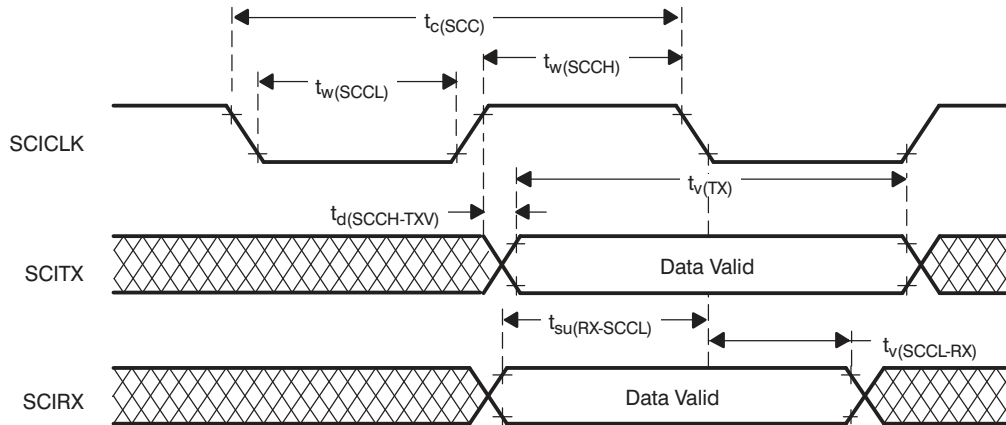 t_c(SCC)
t_w(SCCH)
t_w(SCCL)
SCICLK
t_v(TX)
t_d(SCCH-TXV)
SCITX
Data Valid
t_su(RX-SCCL)
t_v(SCCL-RX)
SCIRX
Data Valid